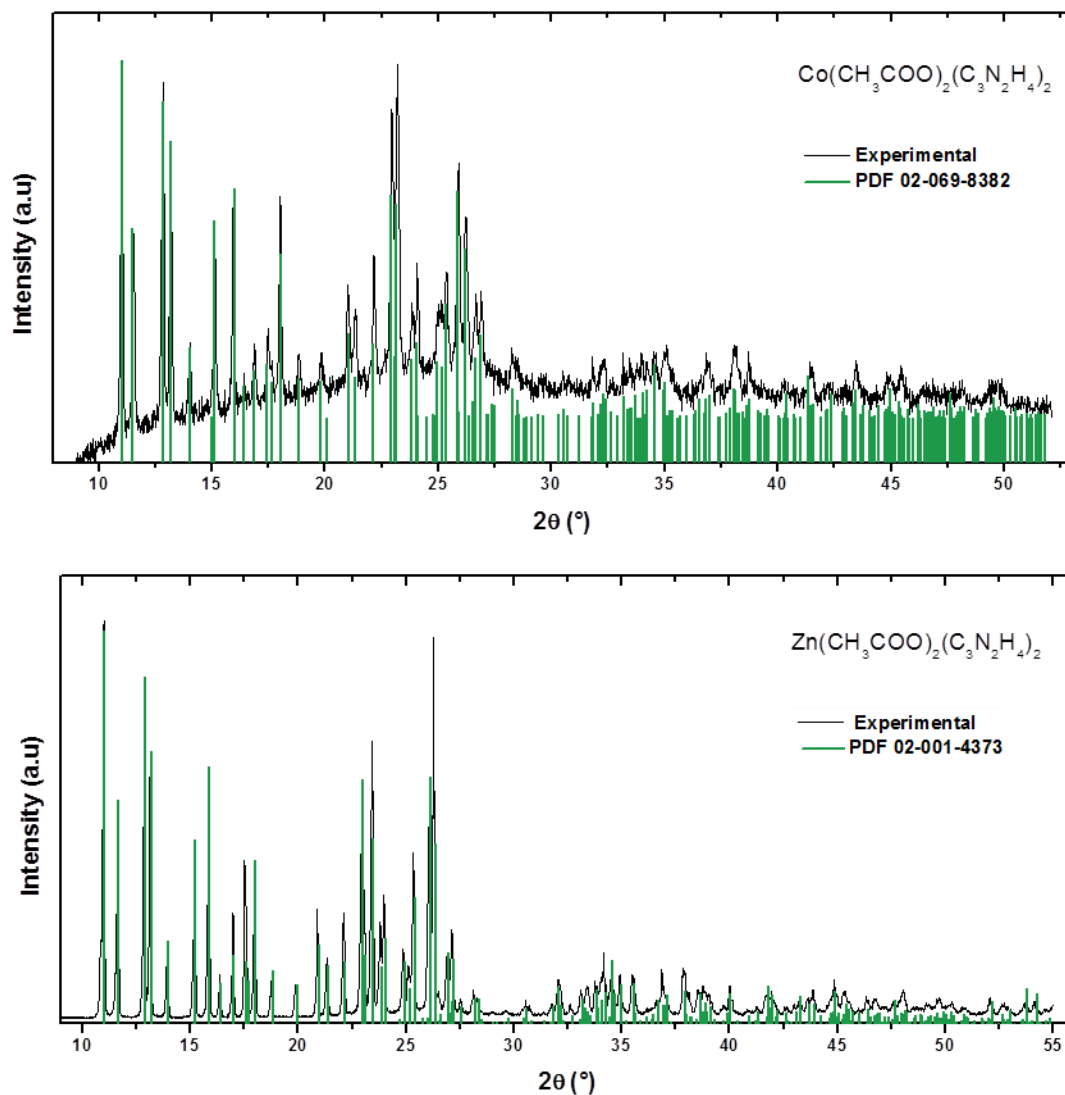 Co(CH₃COO)₂(C₃N₂H₄)₂
Experimental
PDF 02-069-8382
Intensity (a.u)
10 15 20 25 30 35 40 45 50
2θ (°)
Zn(CH₃COO)₂(C₃N₂H₄)₂
Experimental
PDF 02-001-4373
Intensity (a.u)
10 15 20 25 30 35 40 45 50 55
2θ (°)